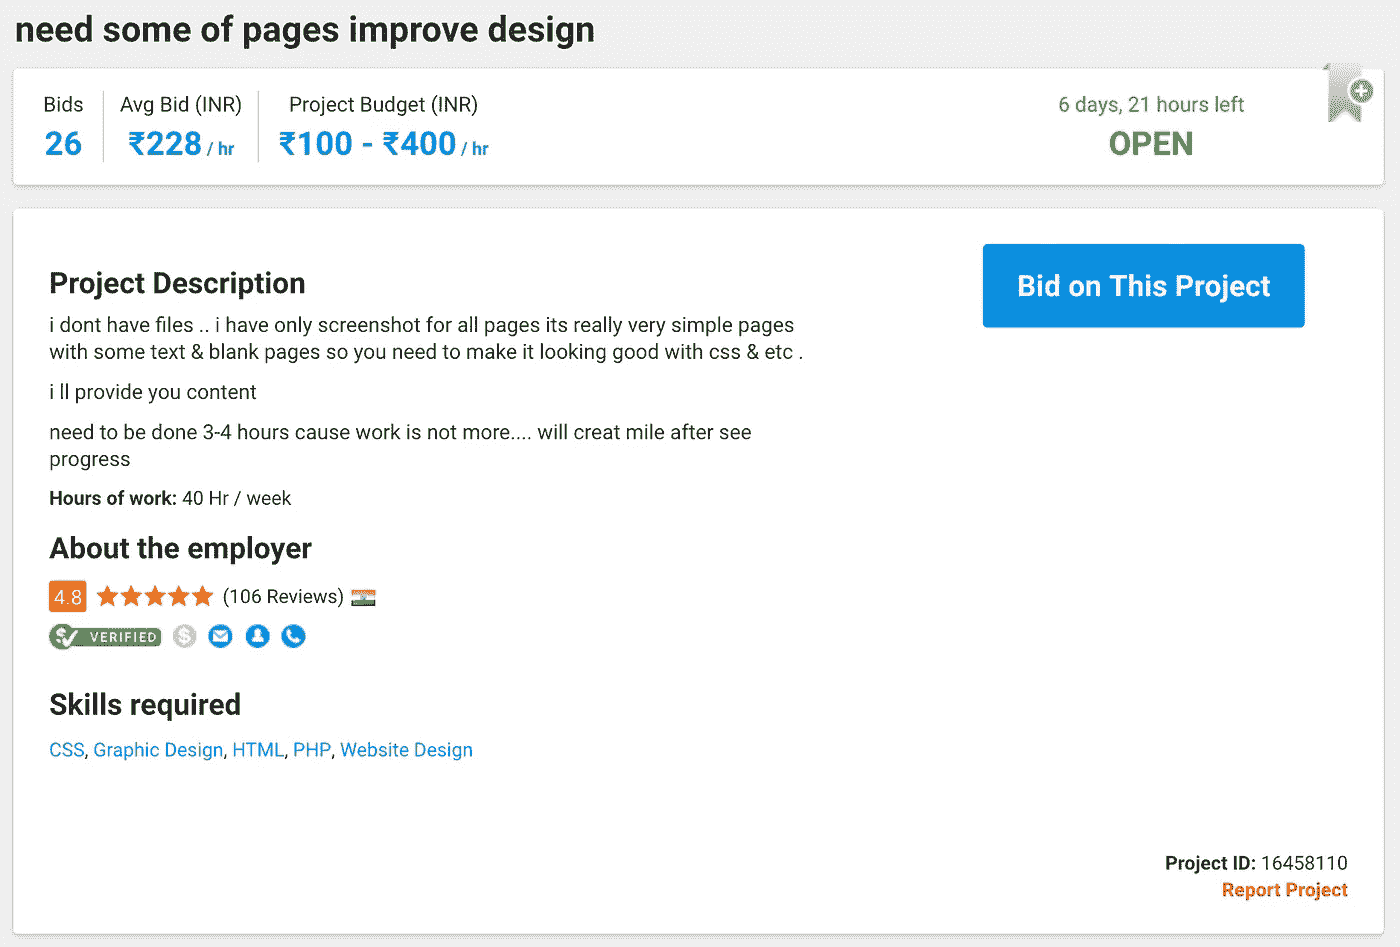 need some of pages improve design
Bids
26
Avg Bid (INR)
₹228 / hr
Project Budget (INR)
₹100 - ₹400 / hr
6 days, 21 hours left
OPEN
Bid on This Project
Project Description
i dont have files .. i have only screenshot for all pages its really very simple pages
with some text & blank pages so you need to make it looking good with css & etc .
i ll provide you content
need to be done 3-4 hours cause work is not more.... will creat mile after see
progress
Hours of work: 40 Hr / week
About the employer
4.8 (106 Reviews)
VERIFIED
Skills required
CSS, Graphic Design, HTML, PHP, Website Design
Project ID: 16458110
Report Project